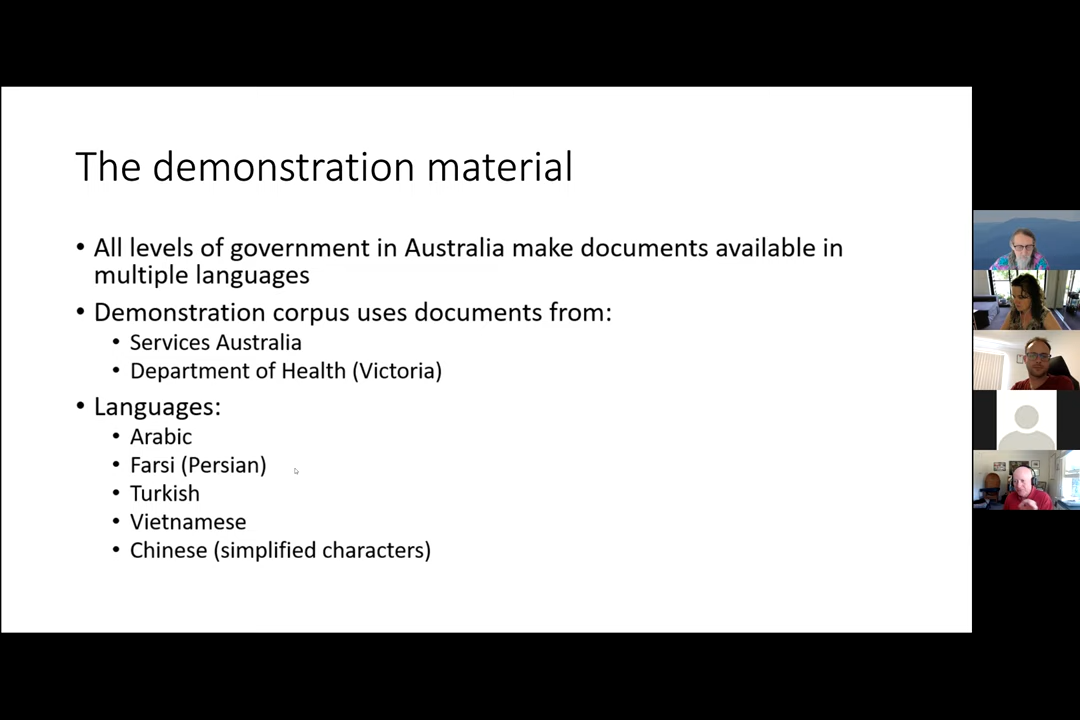 The demonstration material
• All levels of government in Australia make documents available in
multiple languages
• Demonstration corpus uses documents from:
• Services Australia
• Department of Health (Victoria)
• Languages:
• Arabic
• Farsi (Persian)
• Turkish
• Vietnamese
• Chinese (simplified characters)